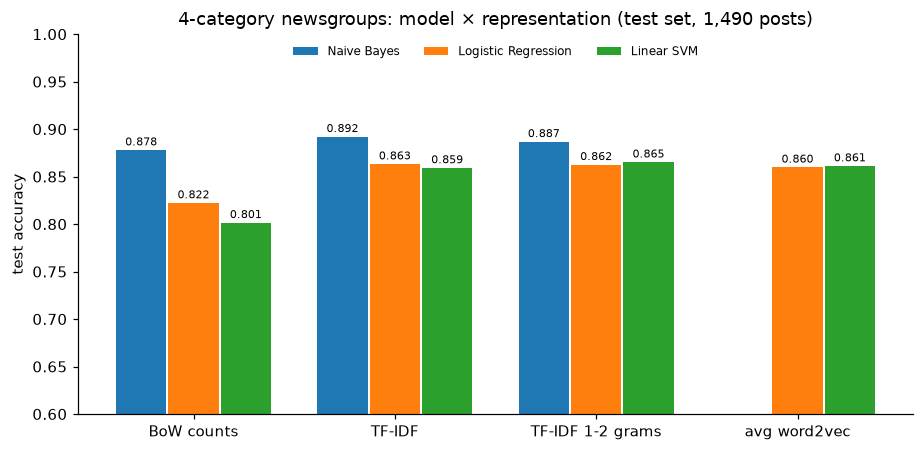 4-category newsgroups: model × representation (test set, 1,490 posts)
Naive Bayes Logistic Regression Linear SVM
test accuracy
1.00
0.95
0.90
0.85
0.80
0.75
0.70
0.65
0.60
0.878 0.822 0.801
0.892 0.863 0.859
0.887 0.862 0.865
0.860 0.861
BoW counts TF-IDF TF-IDF 1-2 grams avg word2vec